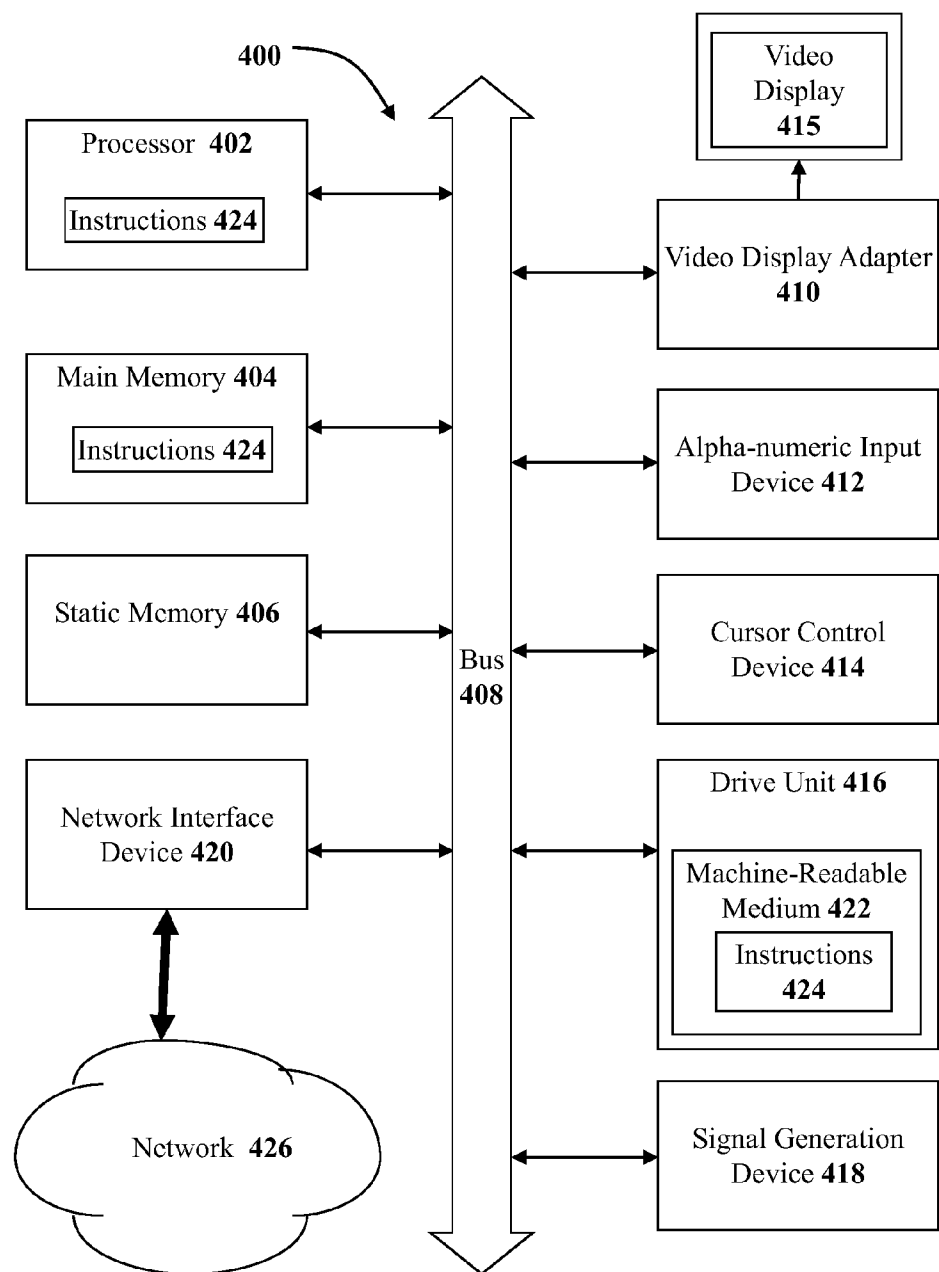 400
Processor 402
Instructions 424
Main Memory 404
Instructions 424
Static Memory 406
Network Interface
Device 420
Network 426
Bus
408
Video
Display
415
Video Display Adapter
410
Alpha-numeric Input
Device 412
Cursor Control
Device 414
Drive Unit 416
Machine-Readable
Medium 422
Instructions
424
Signal Generation
Device 418